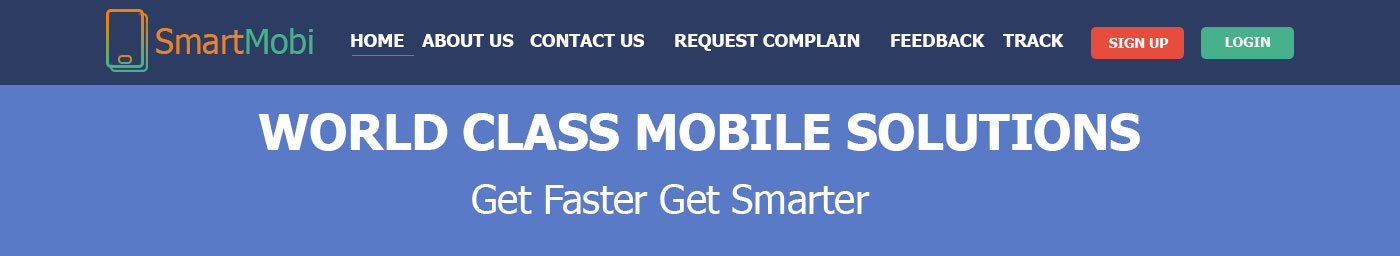 SmartMobi HOME ABOUT US CONTACT US REQUEST COMPLAIN FEEDBACK TRACK SIGN UP LOGIN
WORLD CLASS MOBILE SOLUTIONS
Get Faster Get Smarter